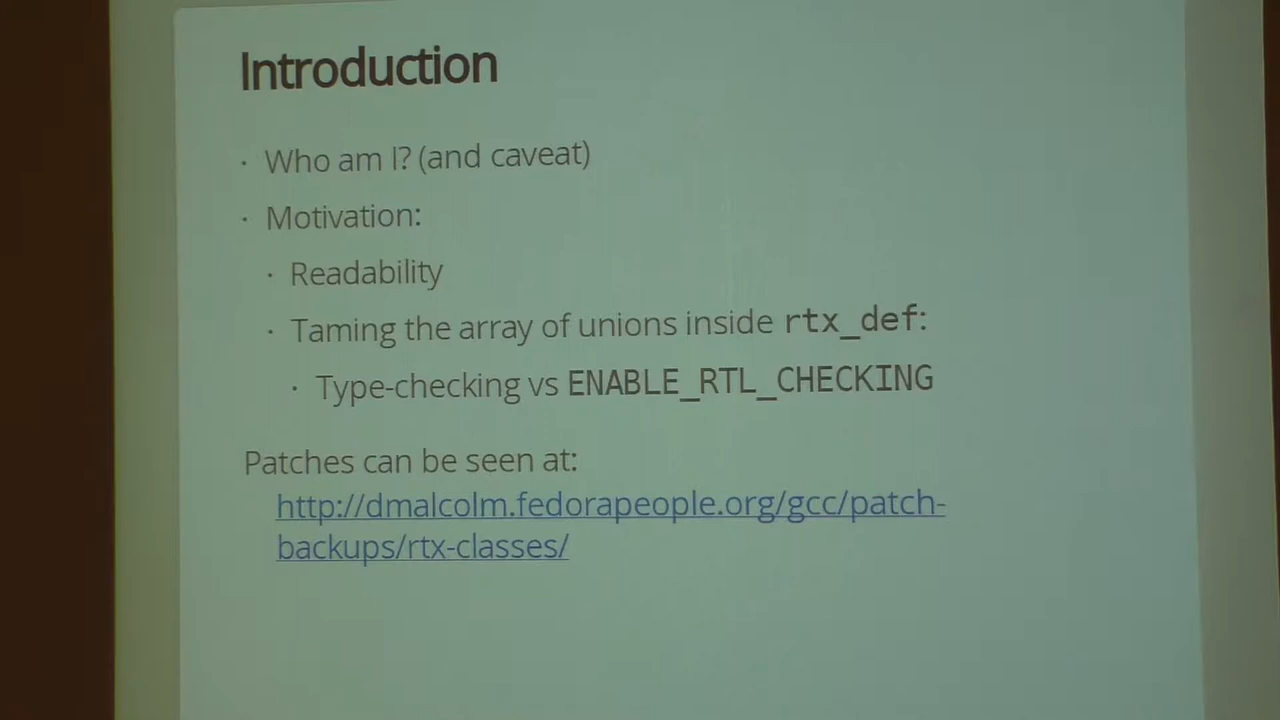 Introduction
· Who am I? (and caveat)
· Motivation:
· Readability
· Taming the array of unions inside rtx_def:
· Type-checking vs ENABLE_RTL_CHECKING
Patches can be seen at:
http://dmalcolm.fedorapeople.org/gcc/patch-
backups/rtx-classes/